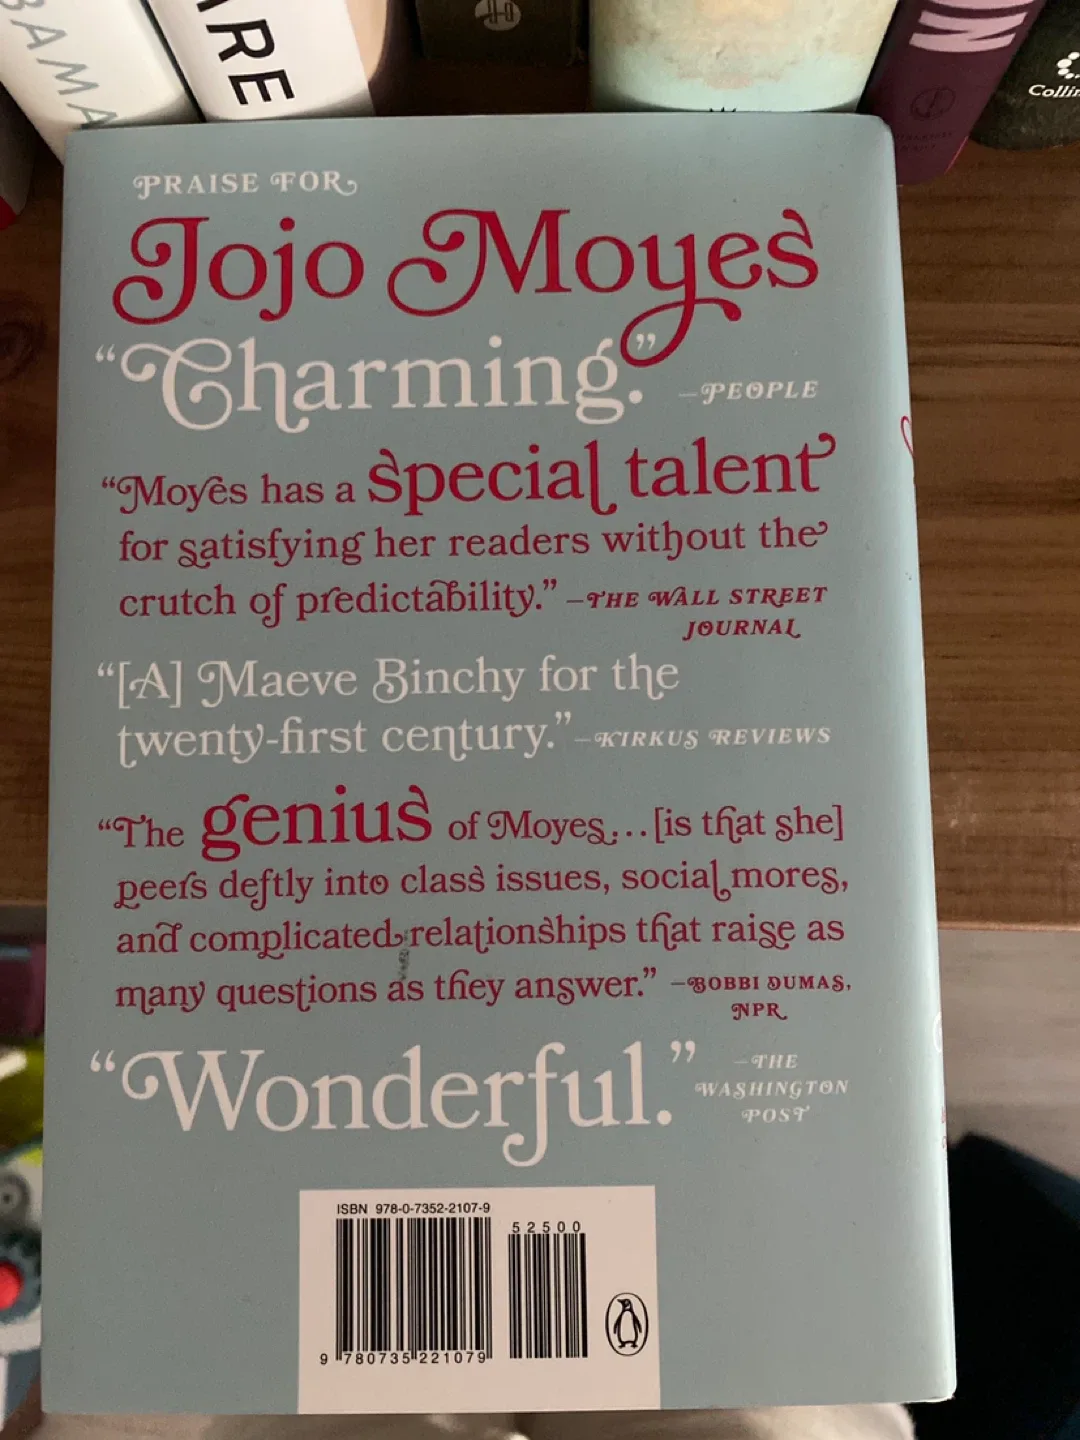 BAMA
ARE
Collin
PRAISE FOR
Jojo Moyes
“Charming.” —PEOPLE
“Moyes has a special talent
for satisfying her readers without the
crutch of predictability.” —THE WALL STREET
JOURNAL
“[A] Maeve Binchy for the
twenty-first century.” —KIRKUS REVIEWS
“The genius of Moyes... [is that she]
peers deftly into class issues, social mores,
and complicated relationships that raise as
many questions as they answer.” —BOBBI DUMAS,
NPR
“Wonderful.” —THE
WASHINGTON
POST
ISBN 978-0-7352-2107-9
52500
9 780735 221079